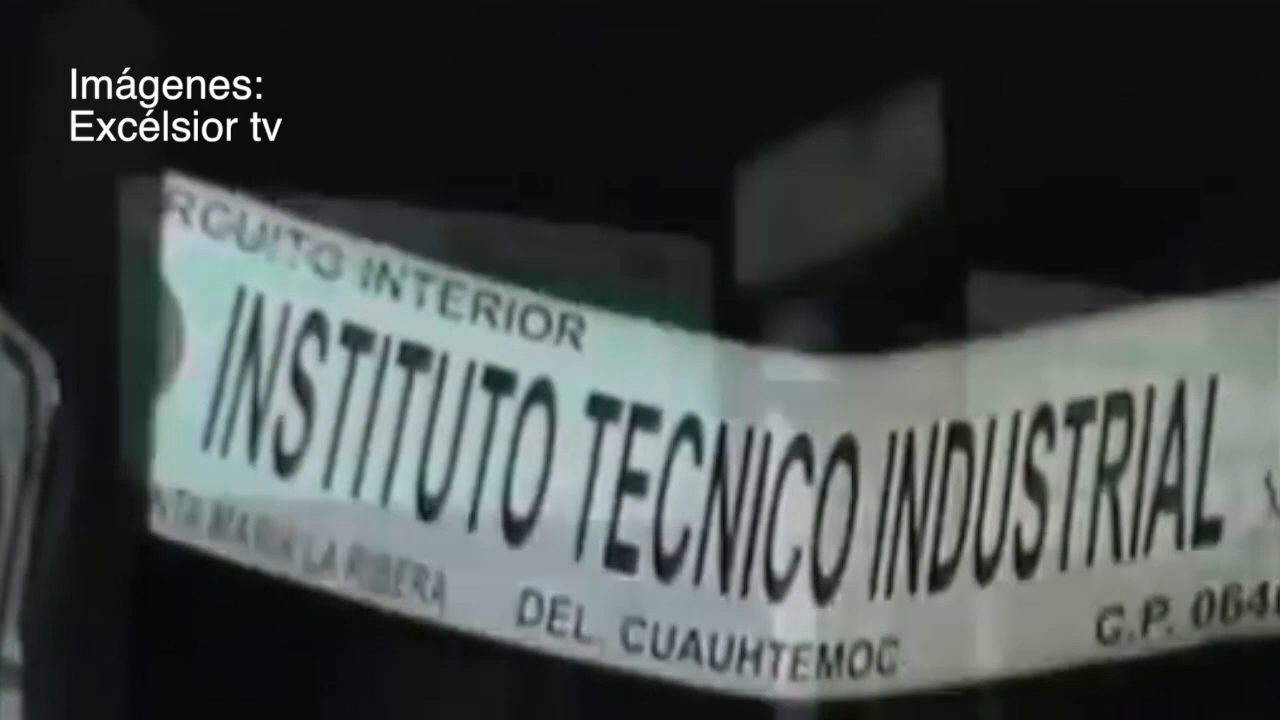 Imágenes:
Excélsior tv
INTERIOR
INSTITUTO TECNICO INDUSTRIAL
LA RIBERA
DEL. CUAUHTEMOC
C.P.